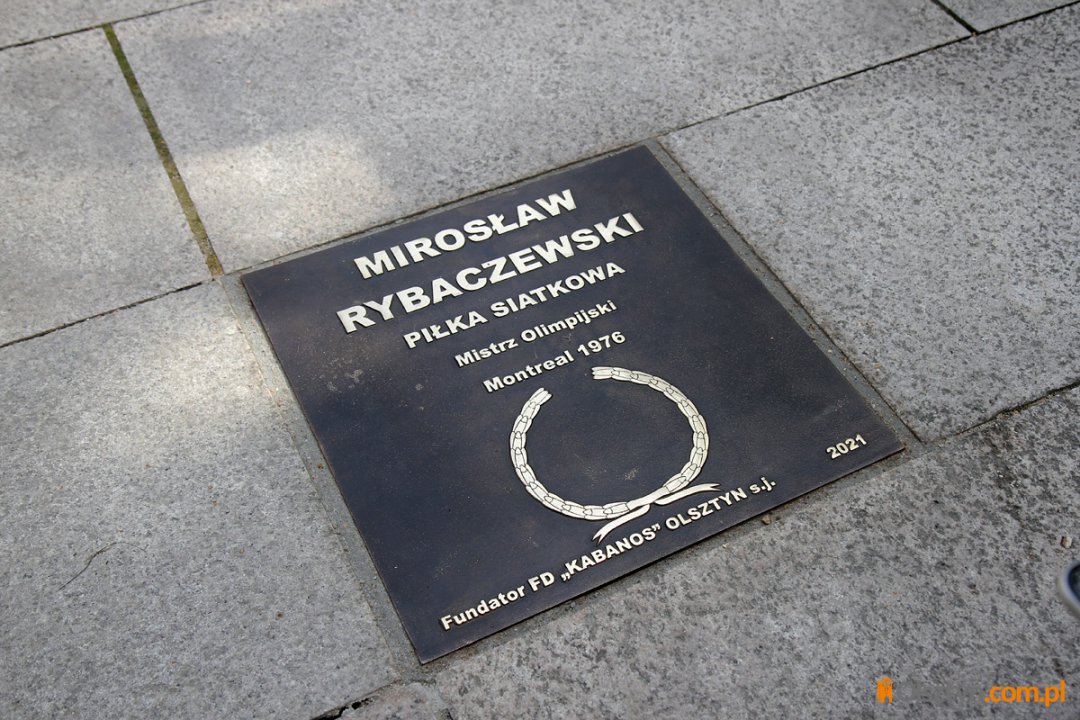 MIROSŁAW
RYBACZEWSKI
PIŁKA SIATKOWA
Mistrz Olimpijski
Montreal 1976
2021
Fundator FD „KABANOS” OLSZTYN s.j.
.com.pl